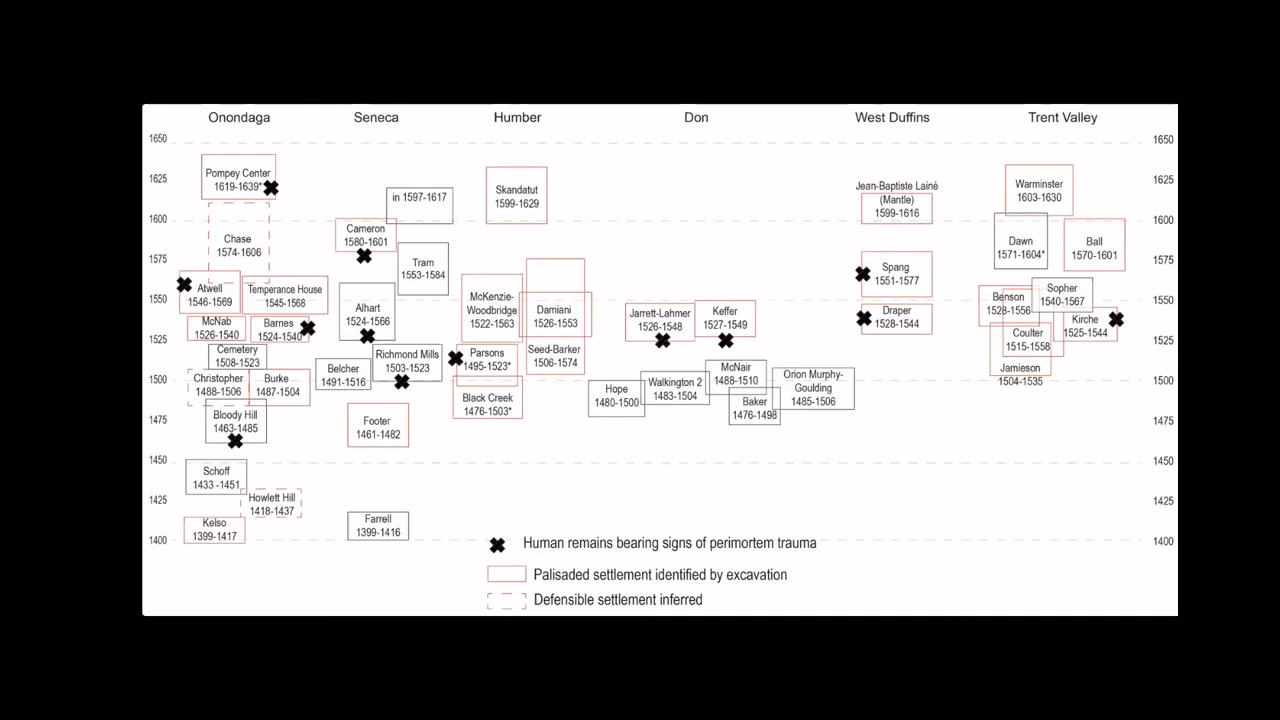 Onondaga Seneca Humber Don West Duffins Trent Valley
1650 1650
Pompey Center
1619-1639*
1625 1625
in 1597-1617
Skandatut
1599-1629
Jean-Baptiste Lainé
(Mantle)
1599-1616
Warminster
1603-1630
1600 1600
Chase
1574-1606
Cameron
1580-1601
Tram
1553-1584
Dawn
1571-1604*
Ball
1570-1601
1575 1575
Spang
1551-1577
Atwell
1546-1569
Temperance House
1545-1568
1550 1550
Alhart
1524-1566
McKenzie-
Woodbridge
1522-1563
Damiani
1526-1553
Jarrett-Lahmer
1526-1548
Keffer
1527-1549
Draper
1528-1544
Benson
1528-1556
Sopher
1540-1567
McNab
1526-1540
Barnes
1524-1540
Kirche
1525-1544
Coulter
1515-1558
1525 1525
Cemetery
1508-1523
Richmond Mills
1503-1523
Parsons
1495-1523*
Seed-Barker
1506-1574
Jamieson
1504-1535
Belcher
1491-1516
McNair
1488-1510
Orion Murphy-
Goulding
1485-1506
1500 1500
Christopher
1488-1506
Burke
1487-1504
Black Creek
1476-1503*
Hope
1480-1500
Walkington 2
1483-1504
Baker
1476-1498
1475 1475
Bloody Hill
1463-1485
Footer
1461-1482
1450 1450
Schoff
1433 -1451
Howlett Hill
1418-1437
1425 1425
Kelso
1399-1417
Farrell
1399-1416
1400 1400
Human remains bearing signs of perimortem trauma
Palisaded settlement identified by excavation
Defensible settlement inferred